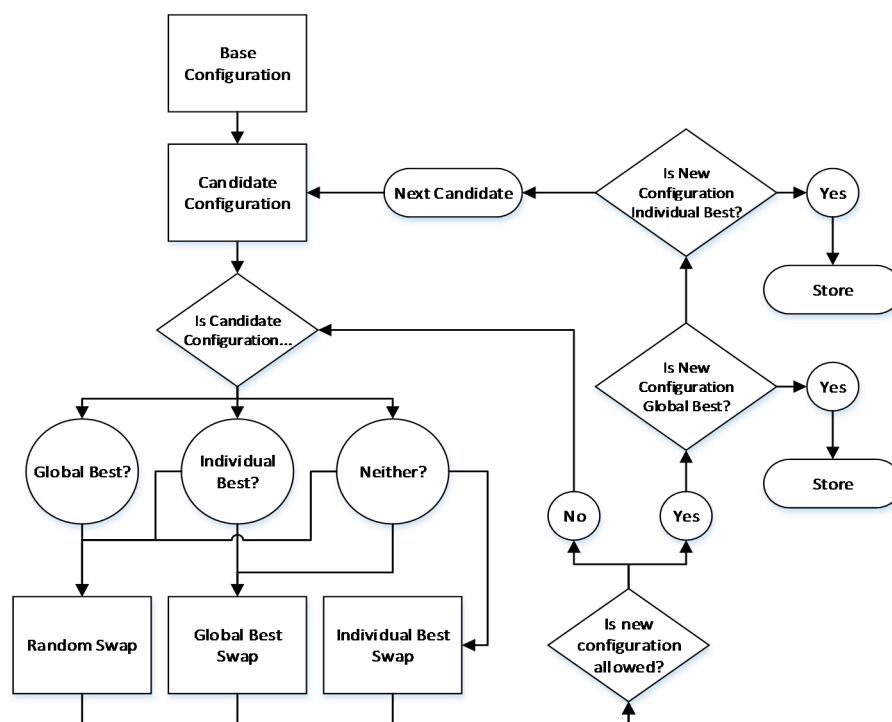 Base
Configuration
Candidate
Configuration
Next Candidate
Is New
Configuration
Individual Best?
Yes
Store
Is Candidate
Configuration...
Is New
Configuration
Global Best?
Yes
Store
Global Best?
Individual
Best?
Neither?
No
Yes
Random Swap
Global Best
Swap
Individual Best
Swap
Is new
configuration
allowed?